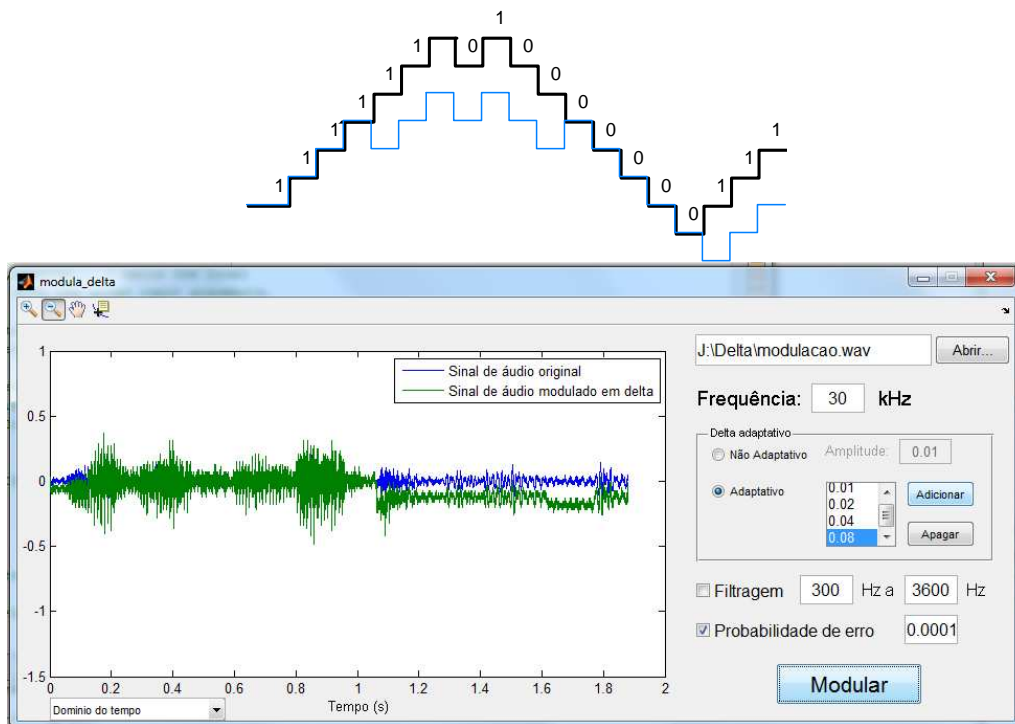 1
1 0 0
1 0
1 0
1 0 1
1 0 1
1 0 1
0
modula_delta
1
0.5
0
-0.5
-1
-1.5
0 0.2 0.4 0.6 0.8 1 1.2 1.4 1.6 1.8 2
Sinal de áudio original
Sinal de áudio modulado em delta
Dominio do tempo
Tempo (s)
J:\Delta\modulacao.wav Abrir...
Frequência: 30 kHz
Delta adaptativo
Não Adaptativo Amplitude: 0.01
Adaptativo
0.01
0.02
0.04
0.08
Adicionar
Apagar
Filtragem 300 Hz a 3600 Hz
Probabilidade de erro 0.0001
Modular